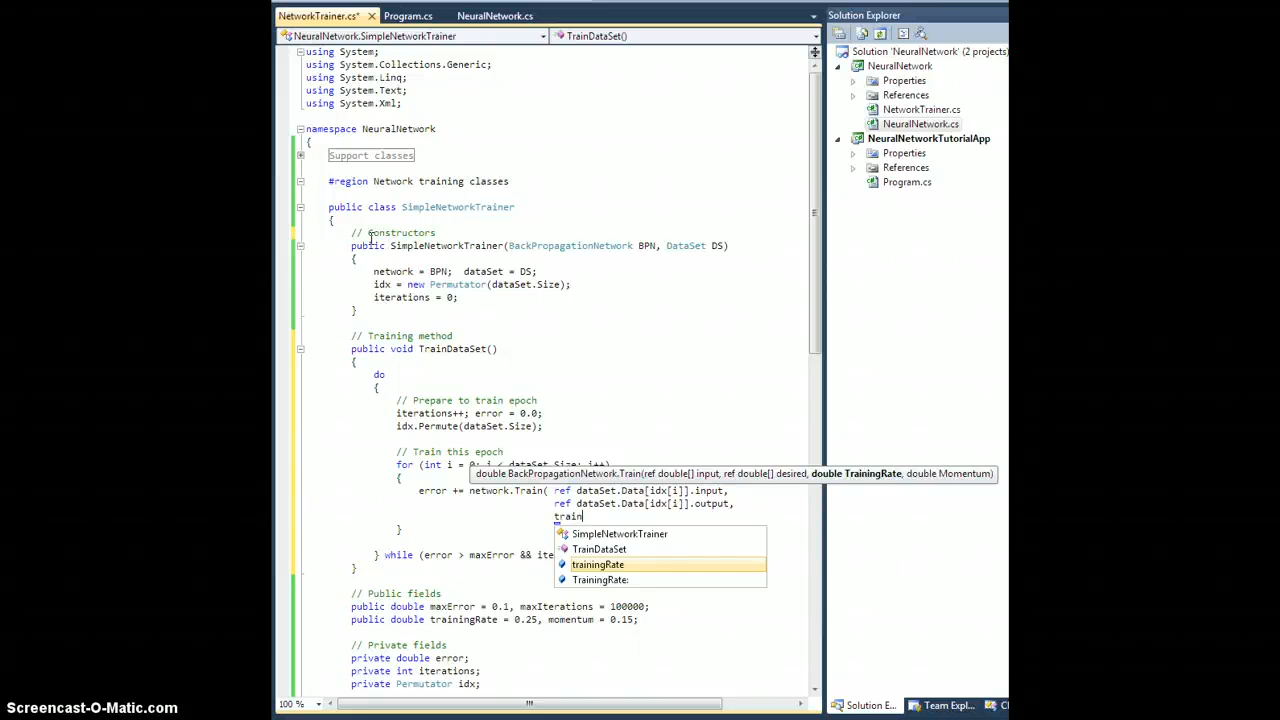 NetworkTrainer.cs* Program.cs NeuralNetwork.cs
NeuralNetwork.SimpleNetworkTrainer TrainDataSet()
using System;
using System.Collections.Generic;
using System.Linq;
using System.Text;
using System.Xml;
namespace NeuralNetwork
{
Support classes
#region Network training classes
public class SimpleNetworkTrainer
{
// Constructors
public SimpleNetworkTrainer(BackPropagationNetwork BPN, DataSet DS)
{
network = BPN; dataSet = DS;
idx = new Permutator(dataSet.Size);
iterations = 0;
}
// Training method
public void TrainDataSet()
{
do
{
// Prepare to train epoch
iterations++; error = 0.0;
idx.Permute(dataSet.Size);
// Train this epoch
for (int i = 0; i < dataSet.Size; i++)
double BackPropagationNetwork.Train(ref double[] input, ref double[] desired, double TrainingRate, double Momentum)
{
error += network.Train( ref dataSet.Data[idx[i]].input,
ref dataSet.Data[idx[i]].output,
train
}
SimpleNetworkTrainer
TrainDataSet
trainingRate
TrainingRate:
} while (error > maxError && ite
}
// Public fields
public double maxError = 0.1, maxIterations = 100000;
public double trainingRate = 0.25, momentum = 0.15;
// Private fields
private double error;
private int iterations;
private Permutator idx;
100 %
Solution Explorer
Solution 'NeuralNetwork' (2 projects)
NeuralNetwork
Properties
References
NetworkTrainer.cs
NeuralNetwork.cs
NeuralNetworkTutorialApp
Properties
References
Program.cs
Solution E... Team Expl...
Screencast-O-Matic.com